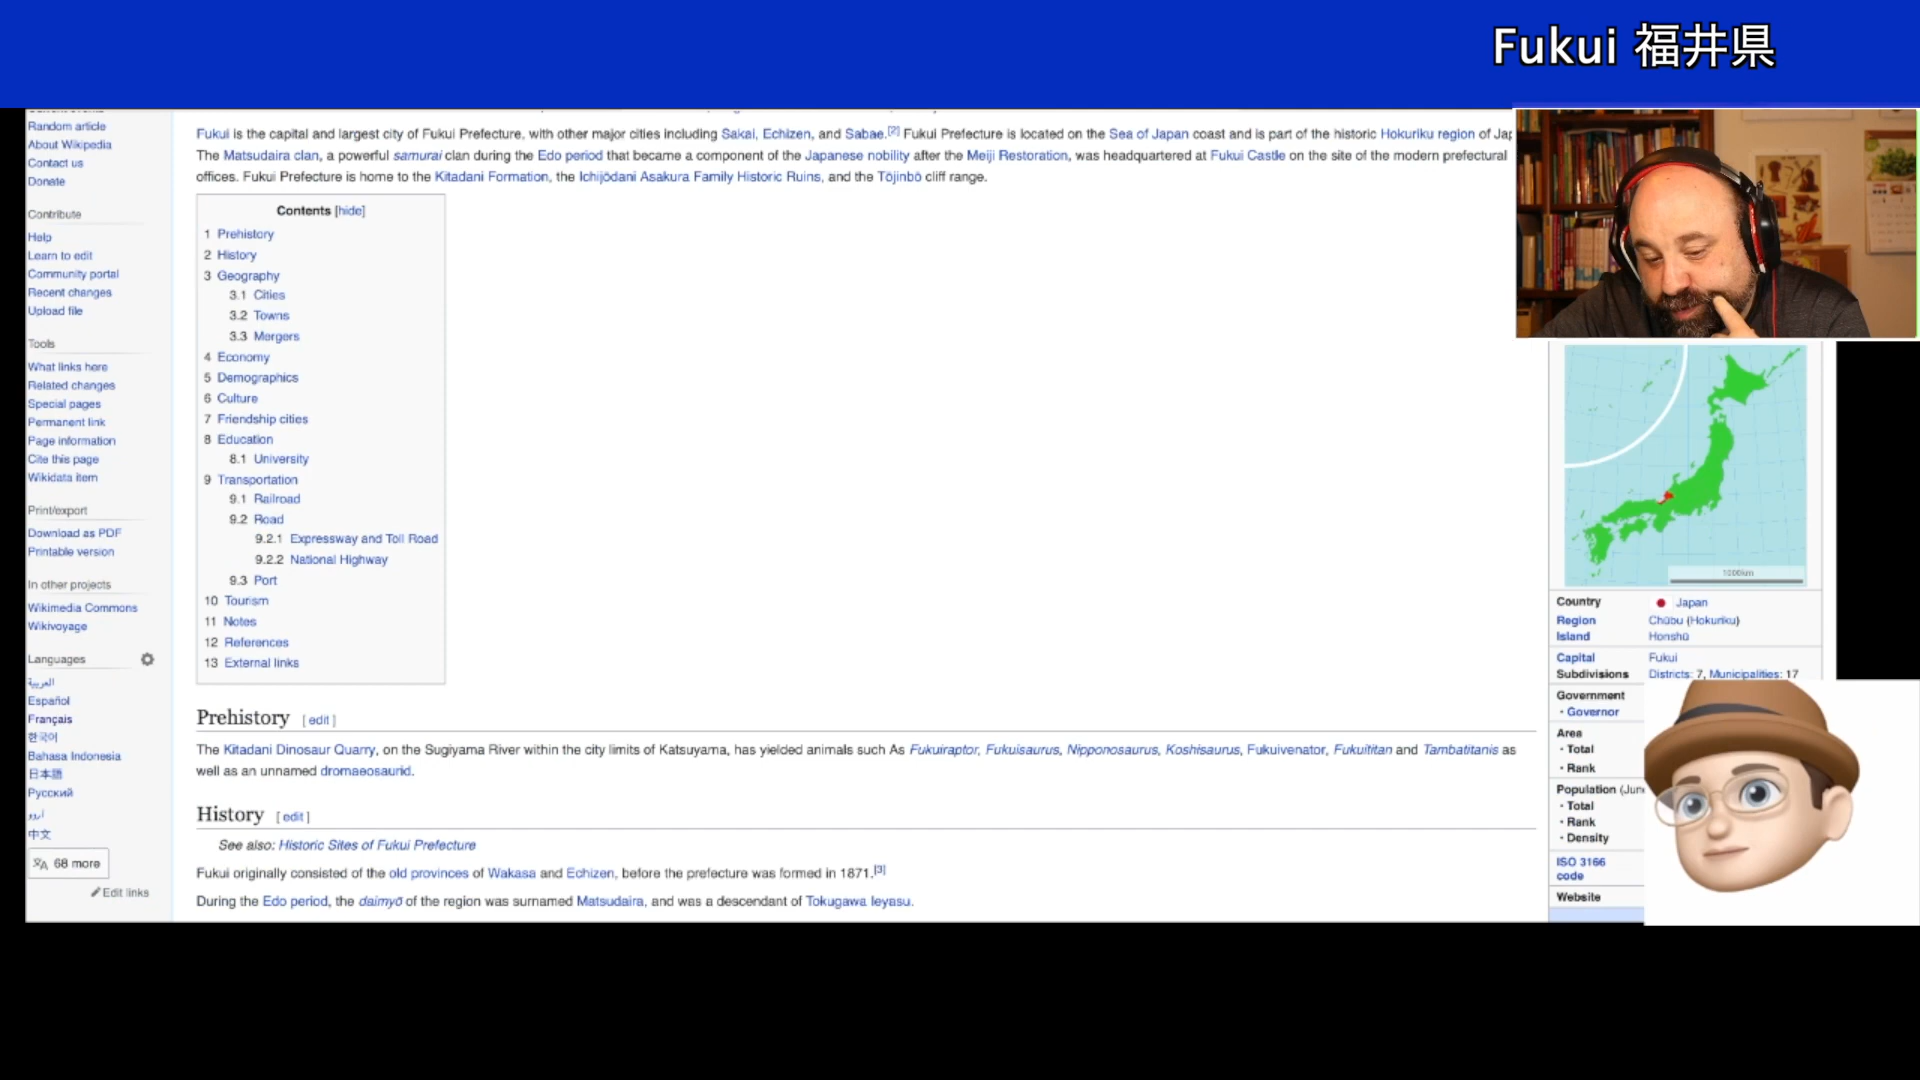 Fukui 福井県
Random article
About Wikipedia
Contact us
Donate
Contribute
Help
Learn to edit
Community portal
Recent changes
Upload file
Tools
What links here
Related changes
Special pages
Permanent link
Page information
Cite this page
Wikidata item
Print/export
Download as PDF
Printable version
In other projects
Wikimedia Commons
Wikivoyage
Languages
العربية
Español
Français
한국어
Bahasa Indonesia
日本語
Русский
اردو
中文
68 more
Edit links
Fukui is the capital and largest city of Fukui Prefecture, with other major cities including Sakai, Echizen, and Sabae.[2] Fukui Prefecture is located on the Sea of Japan coast and is part of the historic Hokuriku region of Jap
The Matsudaira clan, a powerful samurai clan during the Edo period that became a component of the Japanese nobility after the Meiji Restoration, was headquartered at Fukui Castle on the site of the modern prefectural
offices. Fukui Prefecture is home to the Kitadani Formation, the Ichijōdani Asakura Family Historic Ruins, and the Tōjinbō cliff range.
Contents [hide]
1 Prehistory
2 History
3 Geography
3.1 Cities
3.2 Towns
3.3 Mergers
4 Economy
5 Demographics
6 Culture
7 Friendship cities
8 Education
8.1 University
9 Transportation
9.1 Railroad
9.2 Road
9.2.1 Expressway and Toll Road
9.2.2 National Highway
9.3 Port
10 Tourism
11 Notes
12 References
13 External links
Prehistory [ edit ]
The Kitadani Dinosaur Quarry, on the Sugiyama River within the city limits of Katsuyama, has yielded animals such As Fukuiraptor, Fukuisaurus, Nipponosaurus, Koshisaurus, Fukuivenator, Fukuititan and Tambatitanis as
well as an unnamed dromaeosaurid.
History [ edit ]
See also: Historic Sites of Fukui Prefecture
Fukui originally consisted of the old provinces of Wakasa and Echizen, before the prefecture was formed in 1871.[3]
During the Edo period, the daimyō of the region was surnamed Matsudaira, and was a descendant of Tokugawa Ieyasu.
1000km
Country Japan
Region Chūbu (Hokuriku)
Island Honshū
Capital Fukui
Subdivisions Districts: 7, Municipalities: 17
Government
• Governor
Area
• Total
• Rank
Population (June
• Total
• Rank
• Density
ISO 3166
code
Website